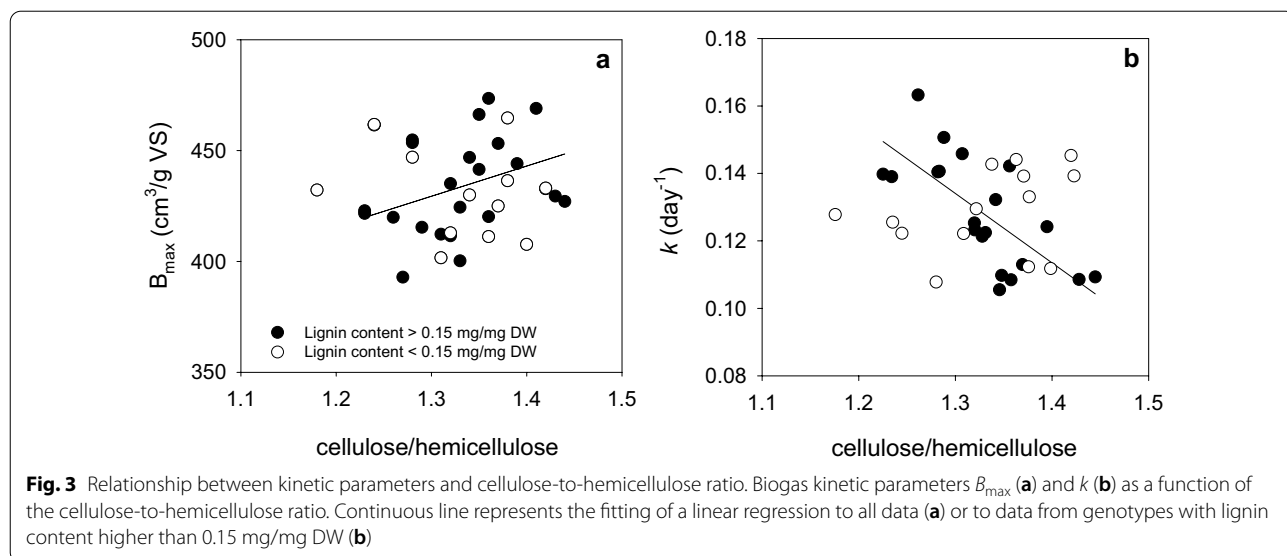 500
450
400
350
B_max (cm³/g VS)
a
Lignin content > 0.15 mg/mg DW
Lignin content < 0.15 mg/mg DW
1.1 1.2 1.3 1.4 1.5
cellulose/hemicellulose
0.18
0.16
0.14
0.12
0.10
0.08
k (day⁻¹)
b
1.1 1.2 1.3 1.4 1.5
cellulose/hemicellulose
Fig. 3 Relationship between kinetic parameters and cellulose-to-hemicellulose ratio. Biogas kinetic parameters B_max (a) and k (b) as a function of
the cellulose-to-hemicellulose ratio. Continuous line represents the fitting of a linear regression to all data (a) or to data from genotypes with lignin
content higher than 0.15 mg/mg DW (b)